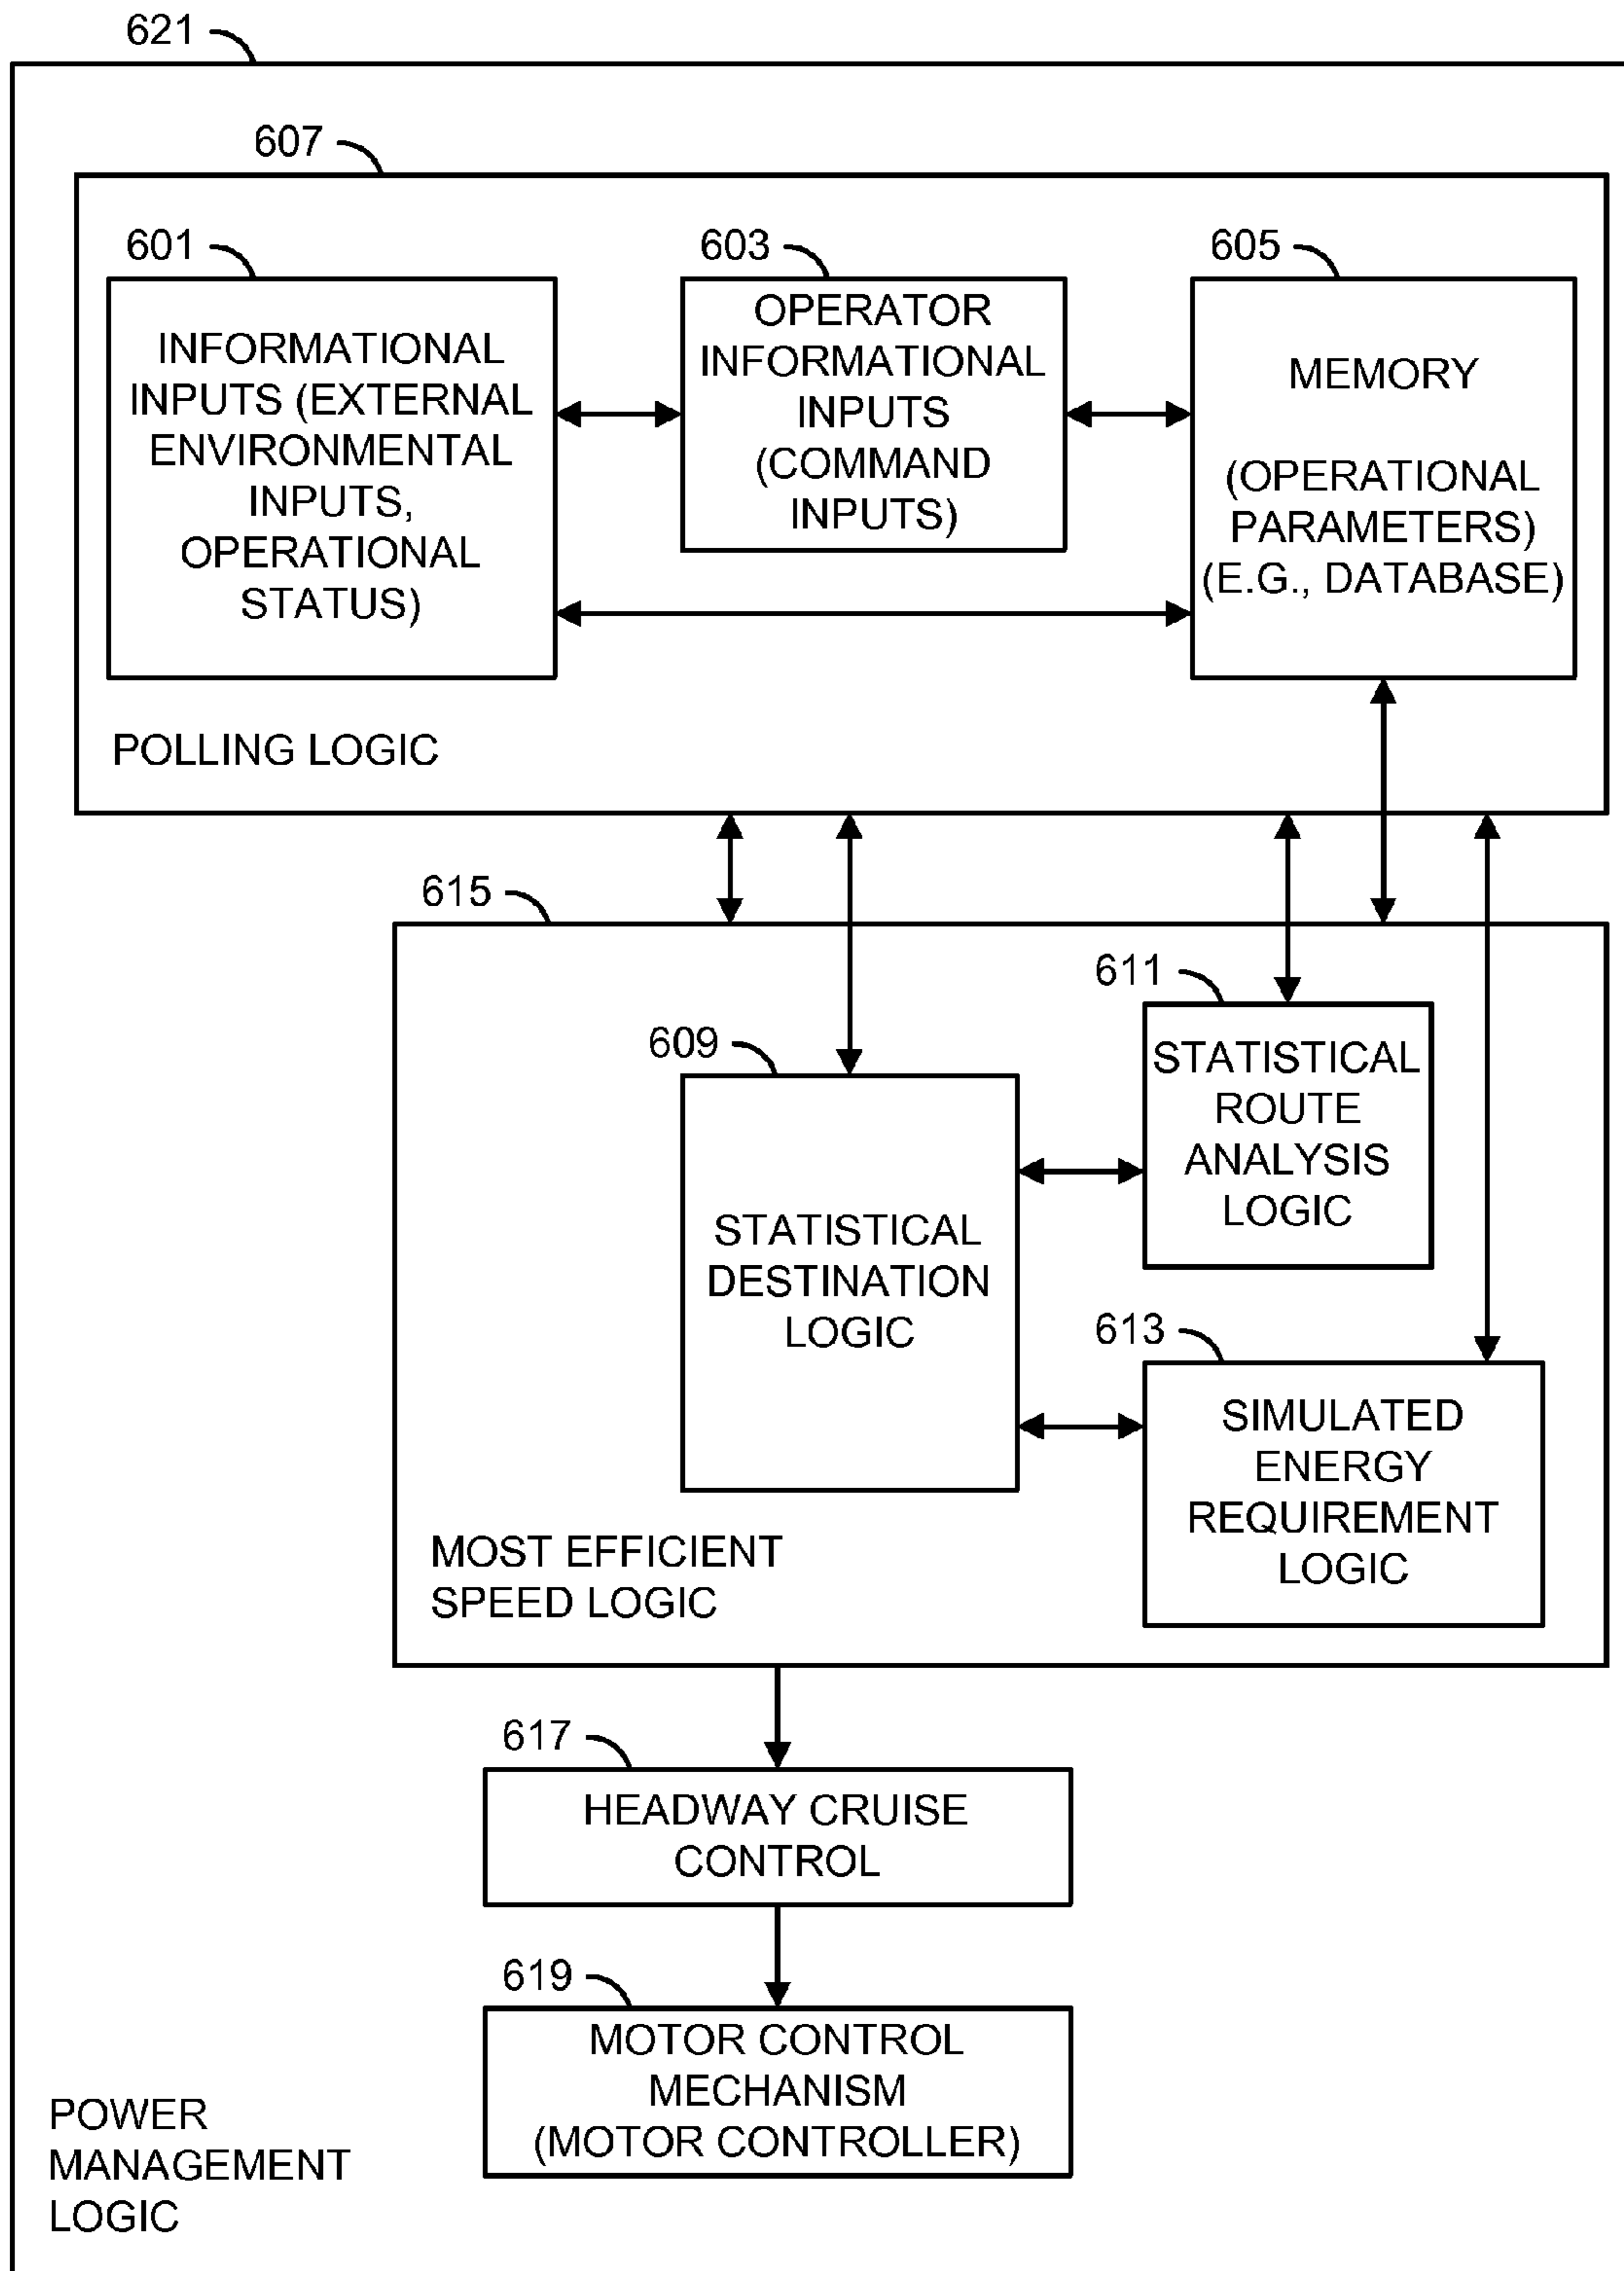 621
607
601
603
605
INFORMATIONAL
INPUTS (EXTERNAL
ENVIRONMENTAL
INPUTS,
OPERATIONAL
STATUS)
OPERATOR
INFORMATIONAL
INPUTS
(COMMAND
INPUTS)
MEMORY
(OPERATIONAL
PARAMETERS)
(E.G., DATABASE)
POLLING LOGIC
615
611
609
STATISTICAL
ROUTE
ANALYSIS
LOGIC
STATISTICAL
DESTINATION
LOGIC
613
SIMULATED
ENERGY
REQUIREMENT
LOGIC
MOST EFFICIENT
SPEED LOGIC
617
HEADWAY CRUISE
CONTROL
619
MOTOR CONTROL
MECHANISM
(MOTOR CONTROLLER)
POWER
MANAGEMENT
LOGIC